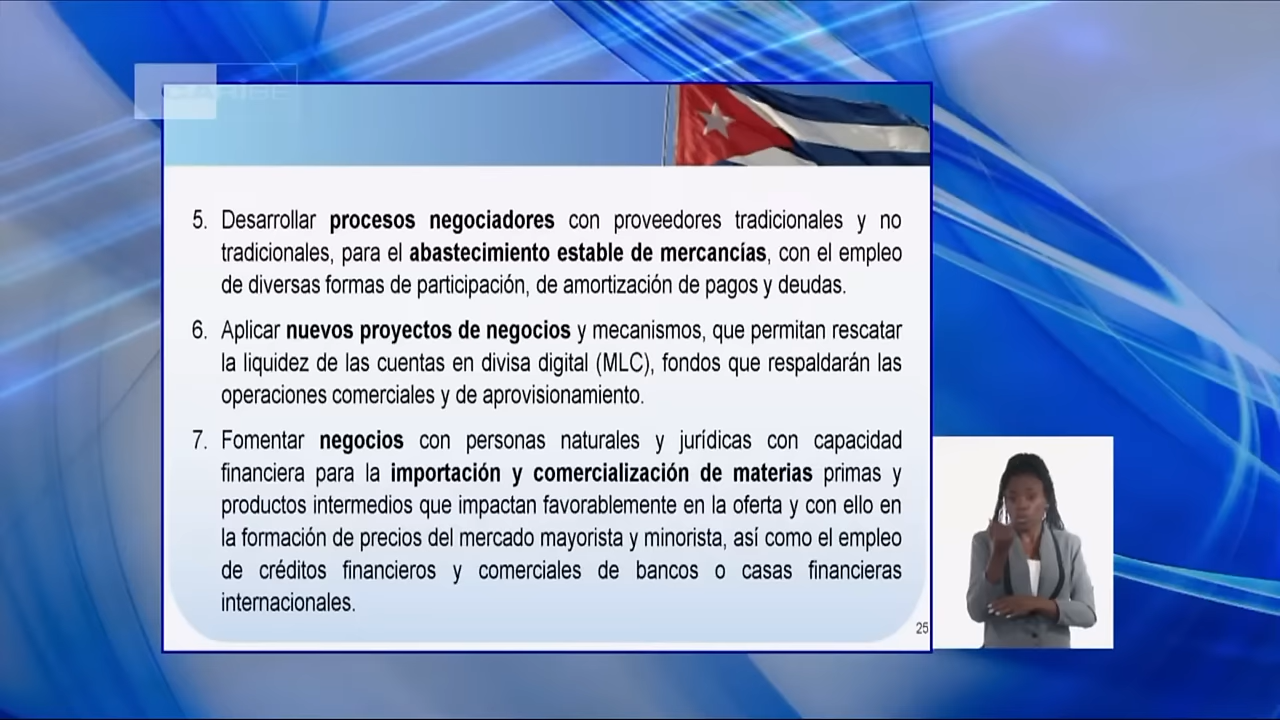 CARIBE
5. Desarrollar procesos negociadores con proveedores tradicionales y no
tradicionales, para el abastecimiento estable de mercancías, con el empleo
de diversas formas de participación, de amortización de pagos y deudas.
6. Aplicar nuevos proyectos de negocios y mecanismos, que permitan rescatar
la liquidez de las cuentas en divisa digital (MLC), fondos que respaldarán las
operaciones comerciales y de aprovisionamiento.
7. Fomentar negocios con personas naturales y jurídicas con capacidad
financiera para la importación y comercialización de materias primas y
productos intermedios que impactan favorablemente en la oferta y con ello en
la formación de precios del mercado mayorista y minorista, así como el empleo
de créditos financieros y comerciales de bancos o casas financieras
internacionales.
25